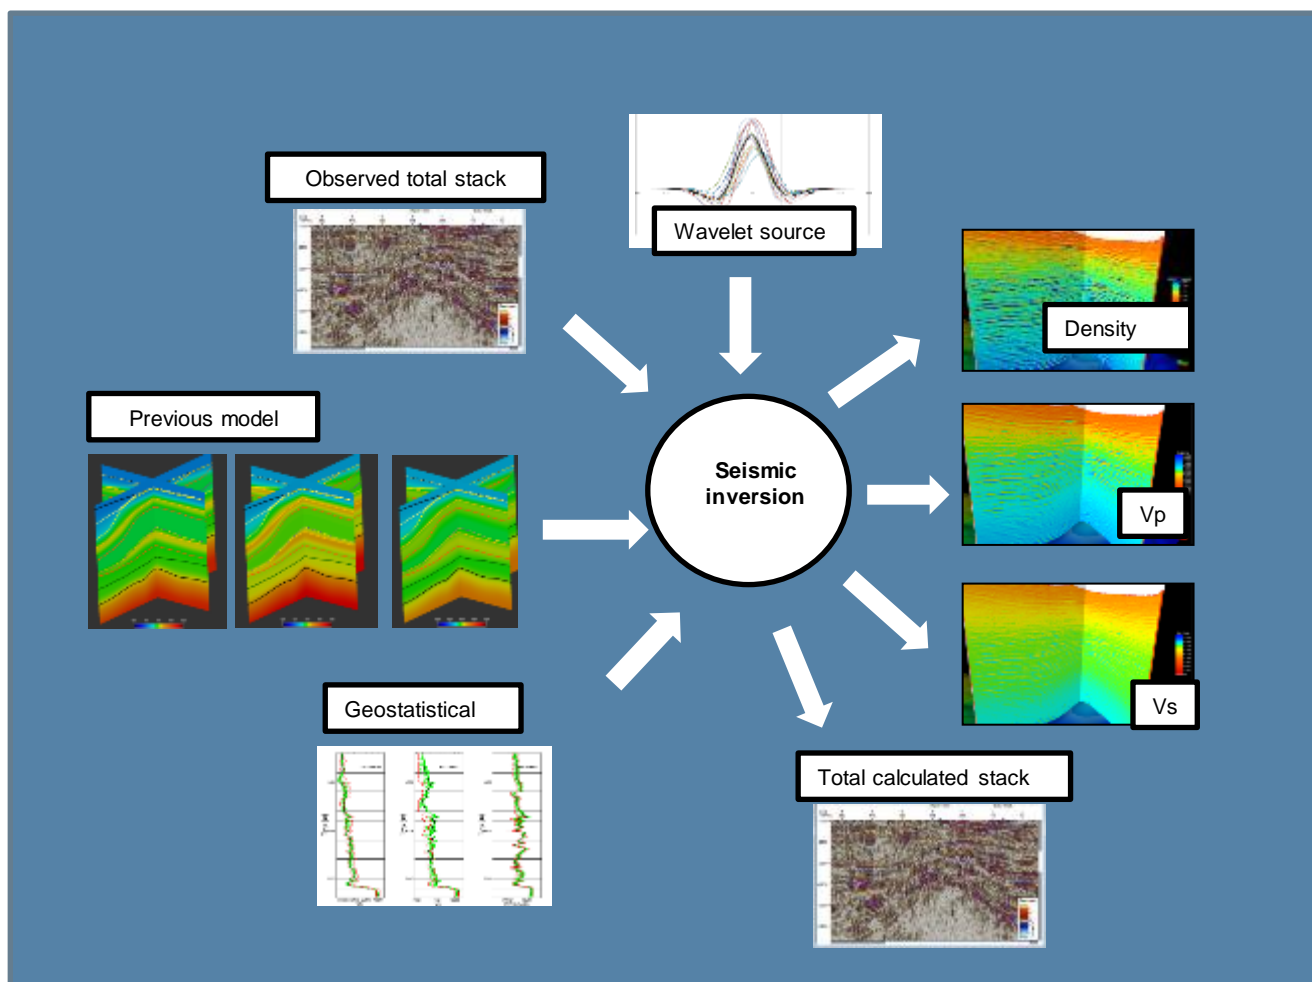 Observed total stack
Wavelet source
Density
Previous model
Seismic
inversion
Vp
Geostatistical
Vs
Total calculated stack